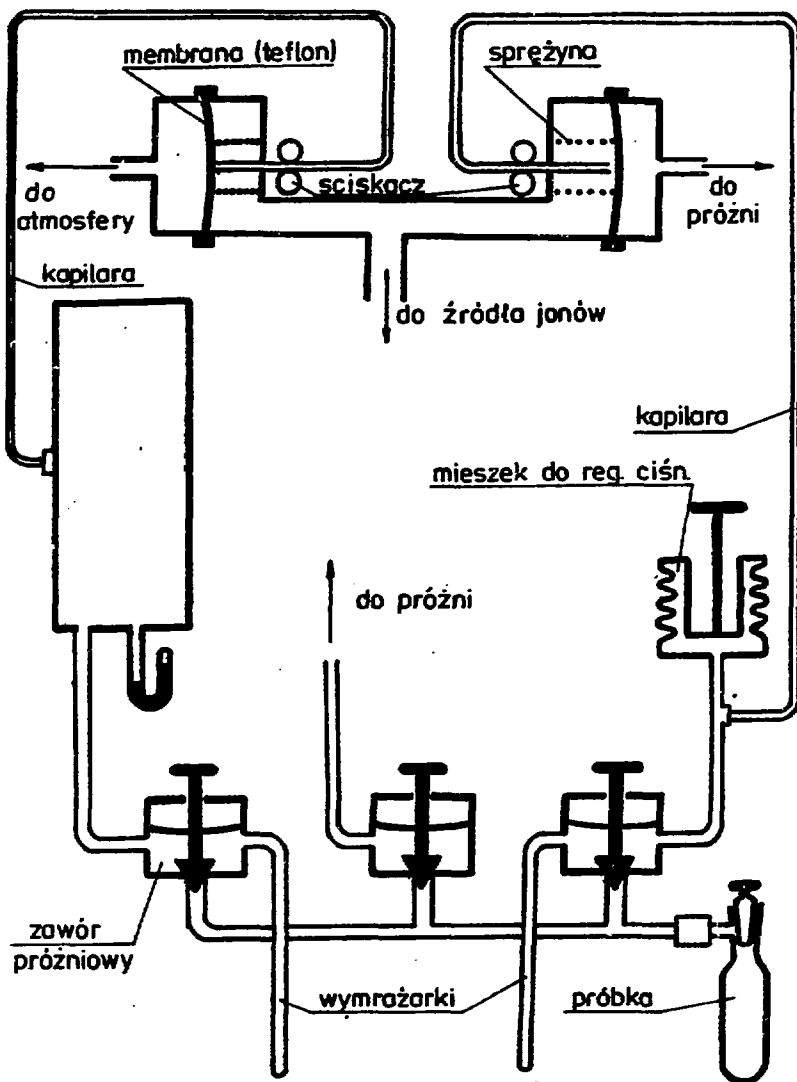 membrana (teflon)
sprężyna
sciskacz
do
atmosfery
do
próżni
kapilara
do źródła jonów
kapilara
mieszek do reg. ciśn.
do próżni
zawór
próżniowy
wymrażarki
próbka